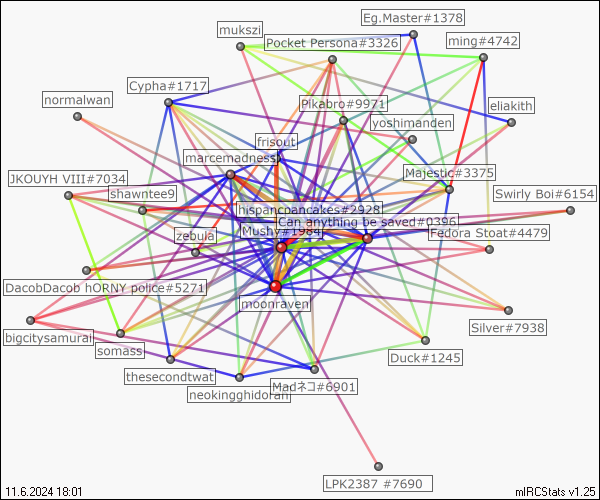 Eg.Master#1378
mukszi
Pocket Persona#3326
ming#4742
Cypha#1717
normalwan
Pikabro#9971
eliakith
yoshimanden
frisout
marcemadness
Majestic#3375
JKOUYH VIII#7034
shawntee9
Swirly Boi#6154
hispancpancakes#2928
Can anything be saved#0396
Mushy#1984
zebuia
Fedora Stoat#4479
DacobDacob hORNY police#5271
moonraven
bigcitysamurai
Silver#7938
somass
Duck#1245
thesecondtwat
Madネコ#6901
neokingghidorah
LPK2387 #7690
11.6.2024 18:01
mIRCStats v1.25